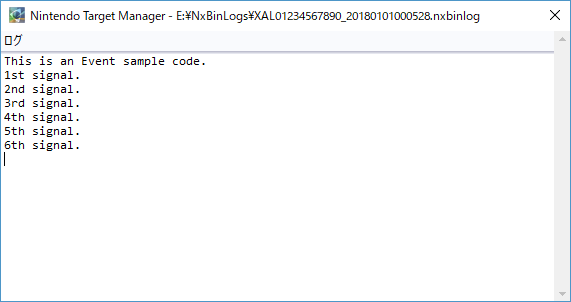 Nintendo Target Manager - E:¥NxBinLogs¥XAL01234567890_20180101000528.nxbinlog
ログ
This is an Event sample code.
1st signal.
2nd signal.
3rd signal.
4th signal.
5th signal.
6th signal.